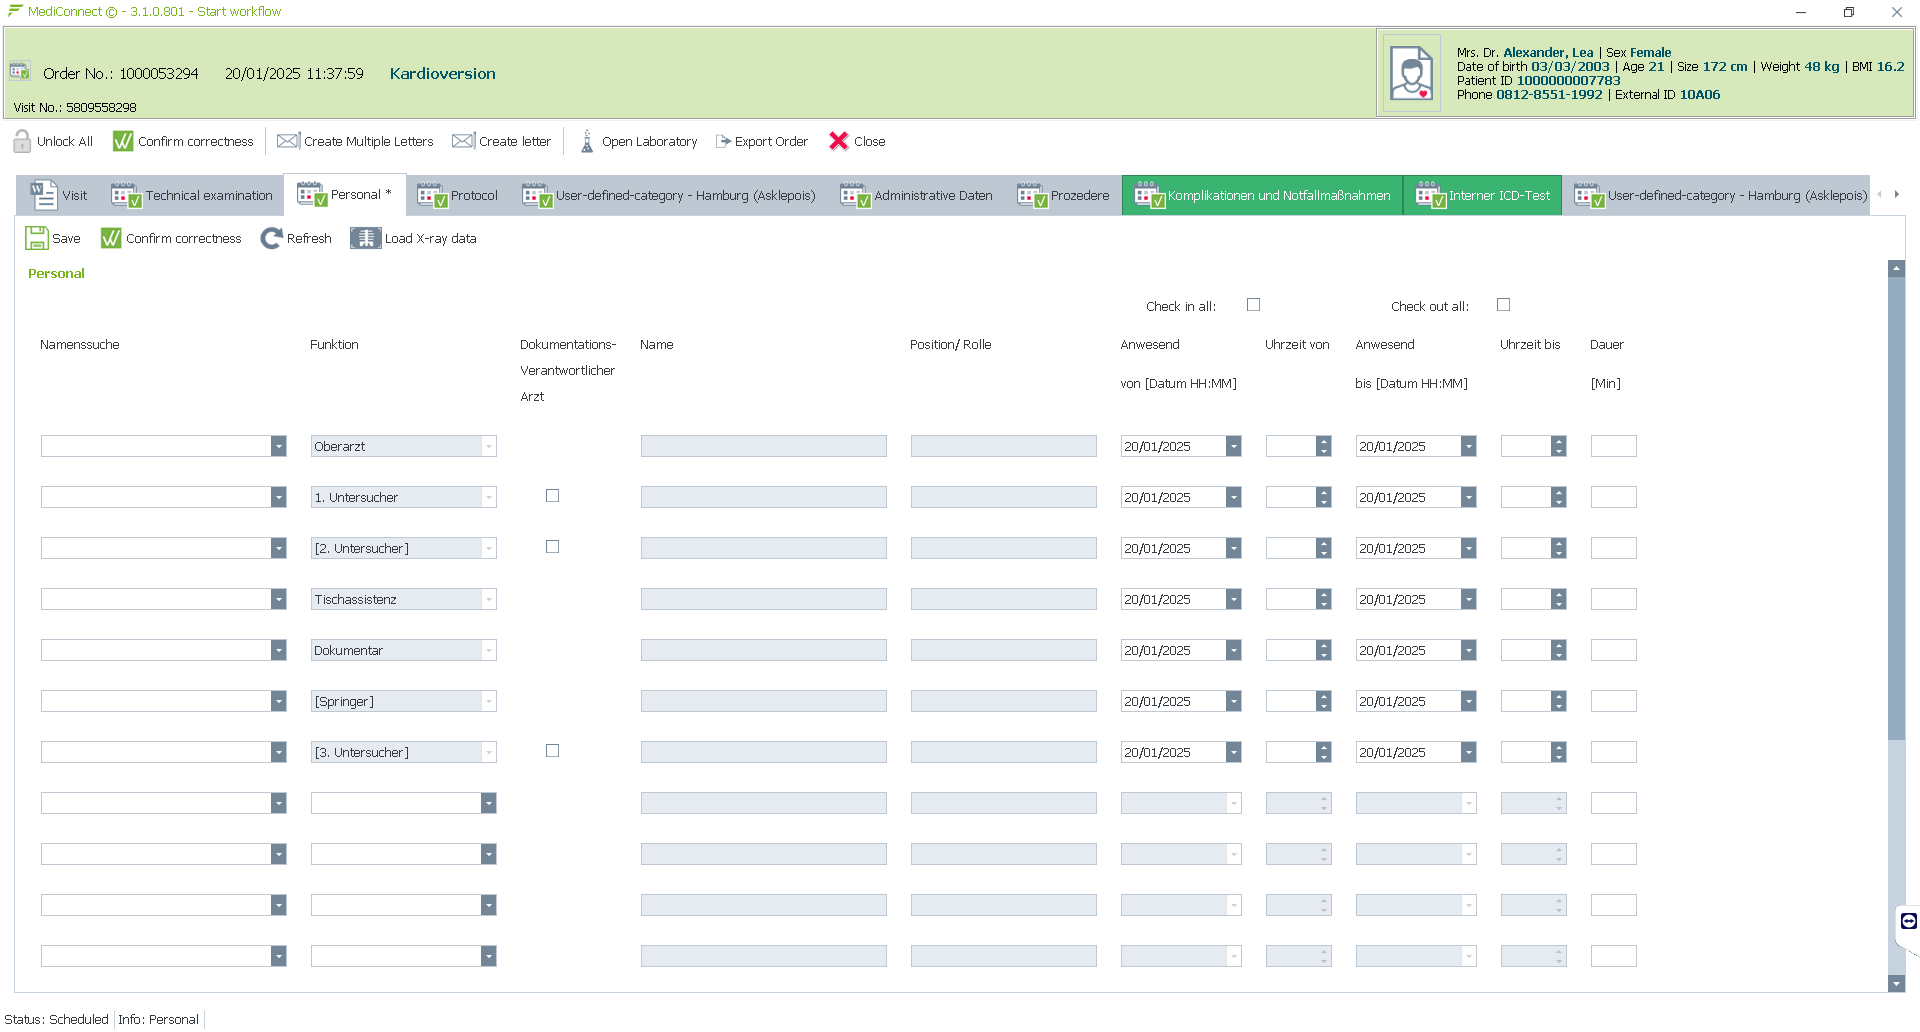 MediConnect © - 3.1.0.801 - Start workflow
Order No.: 1000053294 20/01/2025 11:37:59 Kardioversion
Visit No.: 5809558298
Mrs. Dr. Alexander, Lea | Sex Female
Date of birth 03/03/2003 | Age 21 | Size 172 cm | Weight 48 kg | BMI 16.2
Patient ID 1000000007783
Phone 0812-8551-1992 | External ID 10A06
Unlock All Confirm correctness Create Multiple Letters Create letter Open Laboratory Export Order Close
Visit Technical examination Personal * Protocol User-defined-category - Hamburg (Asklepois) Administrative Daten Prozedere Komplikationen und Notfallmaßnahmen Interner ICD-Test User-defined-category - Hamburg (Asklepois)
Save Confirm correctness Refresh Load X-ray data
Personal
Check in all: Check out all:
Namenssuche Funktion Dokumentations- Name Position/ Rolle Anwesend Uhrzeit von Anwesend Uhrzeit bis Dauer
Verantwortlicher
von [Datum HH:MM] bis [Datum HH:MM] [Min]
Arzt
Oberarzt 20/01/2025 20/01/2025
1. Untersucher 20/01/2025 20/01/2025
[2. Untersucher] 20/01/2025 20/01/2025
Tischassistenz 20/01/2025 20/01/2025
Dokumentar 20/01/2025 20/01/2025
[Springer] 20/01/2025 20/01/2025
[3. Untersucher] 20/01/2025 20/01/2025
Status: Scheduled Info: Personal